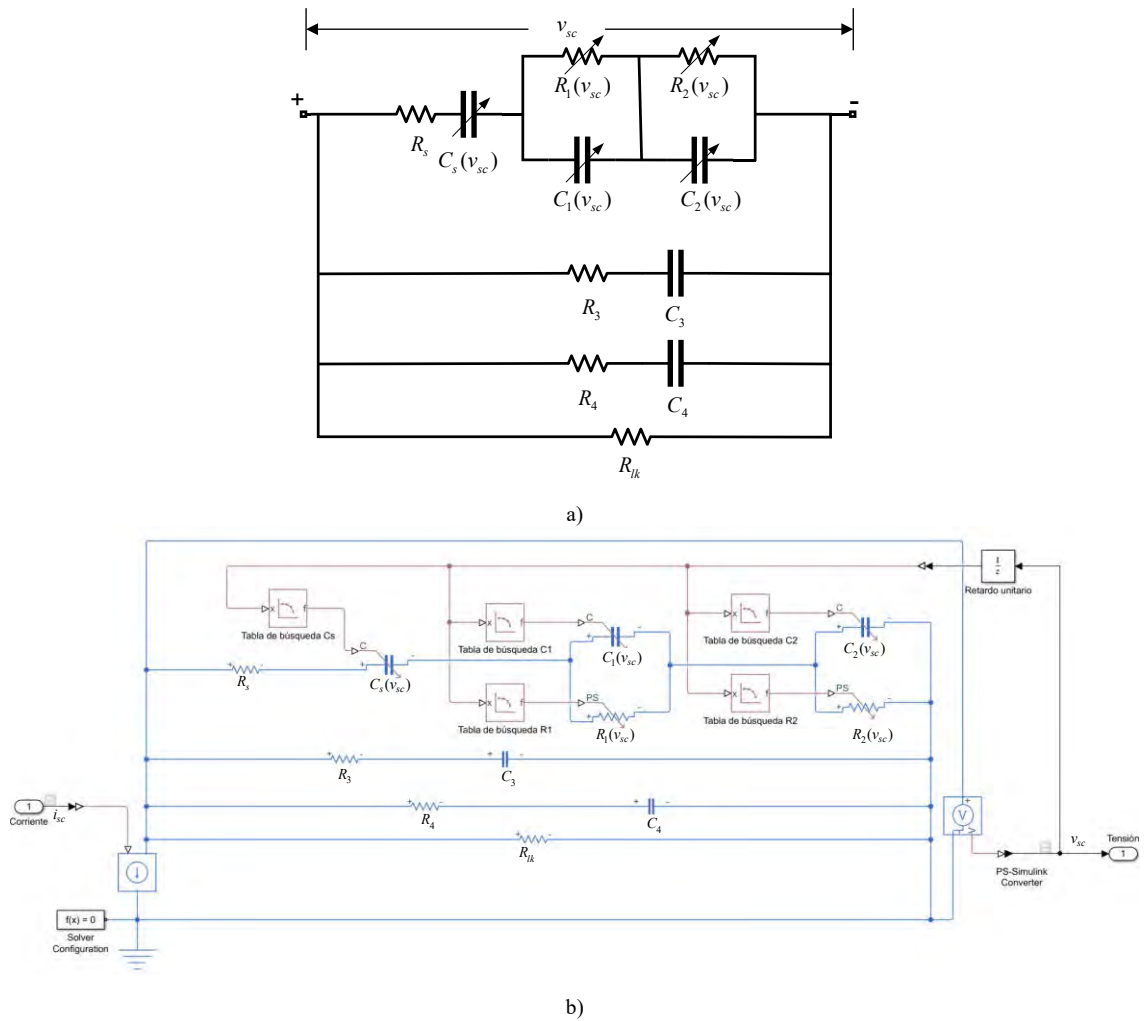 v_sc
R_1(v_sc)
R_2(v_sc)
+
-
R_s
C_s(v_sc)
C_1(v_sc)
C_2(v_sc)
R_3
C_3
R_4
C_4
R_lk
a)
1
z
Retardo unitario
x f
Tabla de búsqueda Cs
C
+ -
C_s(v_sc)
+ -
R_s
x f
Tabla de búsqueda C1
C
+ -
C_1(v_sc)
x f
Tabla de búsqueda R1
PS
+ -
R_1(v_sc)
x f
Tabla de búsqueda C2
C
+ -
C_2(v_sc)
x f
Tabla de búsqueda R2
PS
+ -
R_2(v_sc)
+ -
R_3
+ -
C_3
+ -
R_4
+ -
C_4
+ -
R_lk
1
Corriente
i_sc
f(x) = 0
Solver
Configuration
+
V
V
-
PS-Simulink
Converter
v_sc
Tensión
1
b)